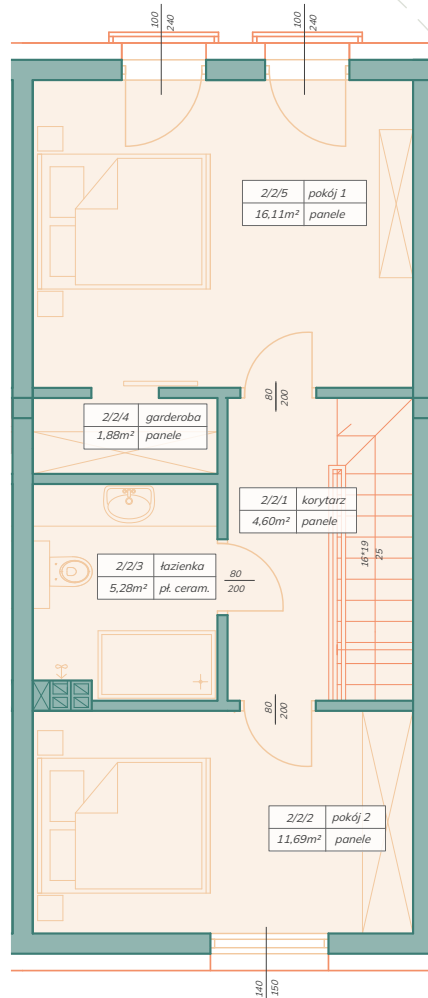 100
240
2/2/5 pokój 1
16,11m² panele
80
200
2/2/4 garderoba
1,88m² panele
2/2/1 korytarz
4,60m² panele
16*19
25
2/2/3 łazienka
5,28m² pł. ceram.
80
200
100
240
80
200
2/2/2 pokój 2
11,69m² panele
140
150